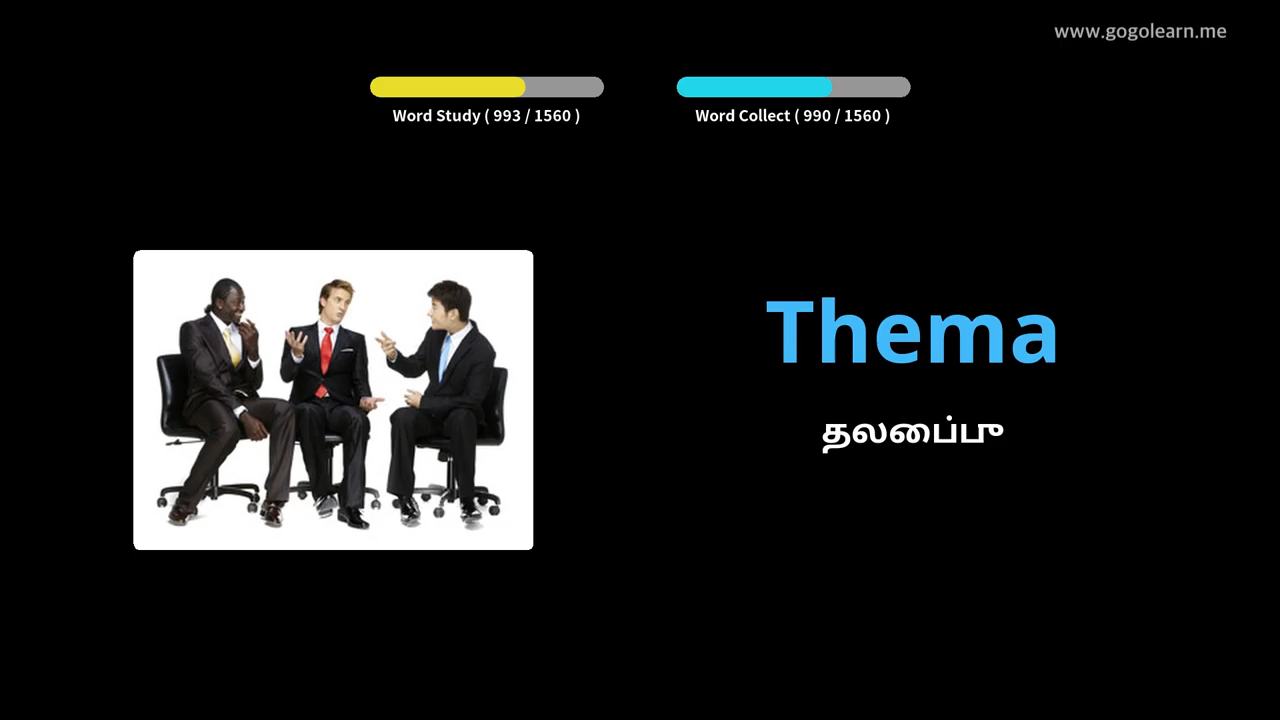 www.gogolearn.me
Word Study ( 993 / 1560 )
Word Collect ( 990 / 1560 )
Thema
தலைப்பு